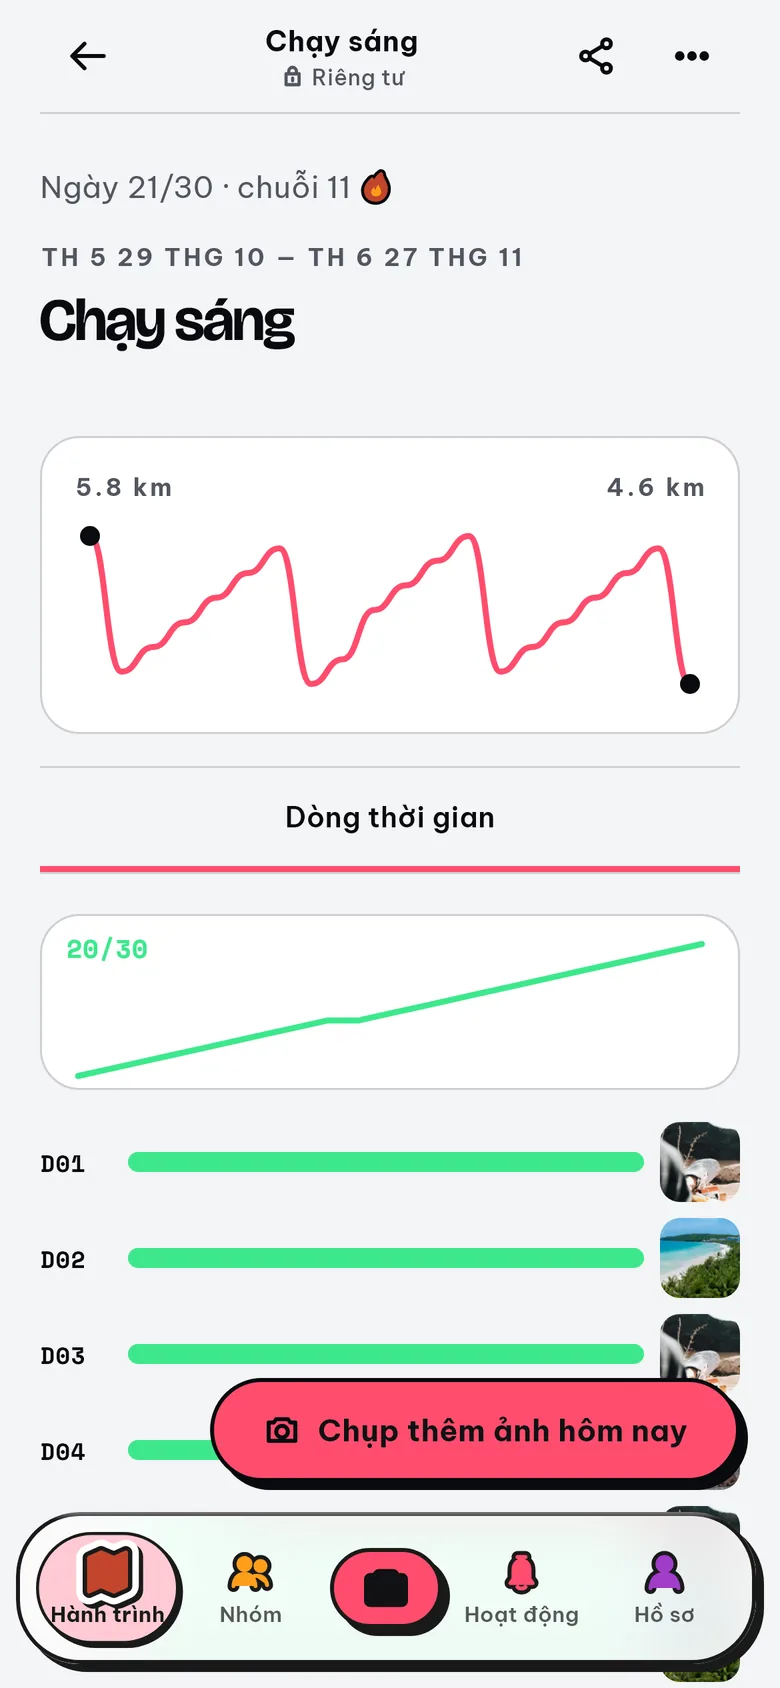 Chạy sáng
Riêng tư
Ngày 21/30 · chuỗi 11
TH 5 29 THG 10 – TH 6 27 THG 11
Chạy sáng
5.8 km
4.6 km
Dòng thời gian
20/30
D01
D02
D03
D04
Chụp thêm ảnh hôm nay
Hành trình
Nhóm
Hoạt động
Hồ sơ